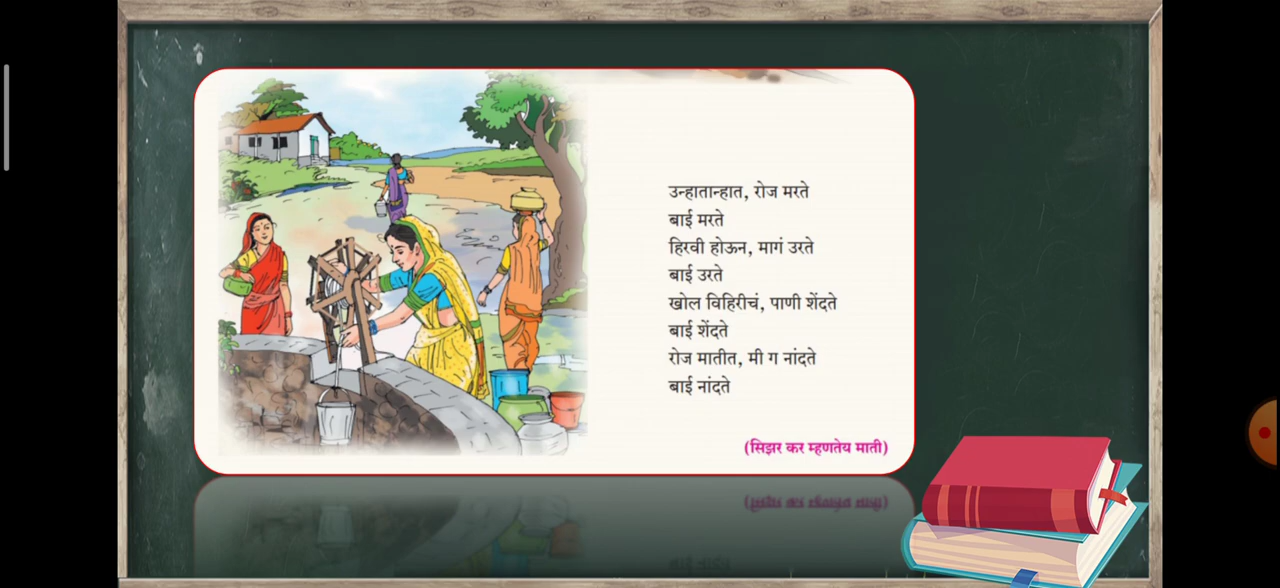 उन्हातान्हात, रोज मरते
बाई मरते
हिरवी होऊन, मागं उरते
बाई उरते
खोल विहिरीचं, पाणी शेंदते
बाई शेंदते
रोज मातीत, मी ग नांदते
बाई नांदते
(सिझर कर म्हणतेय माती)